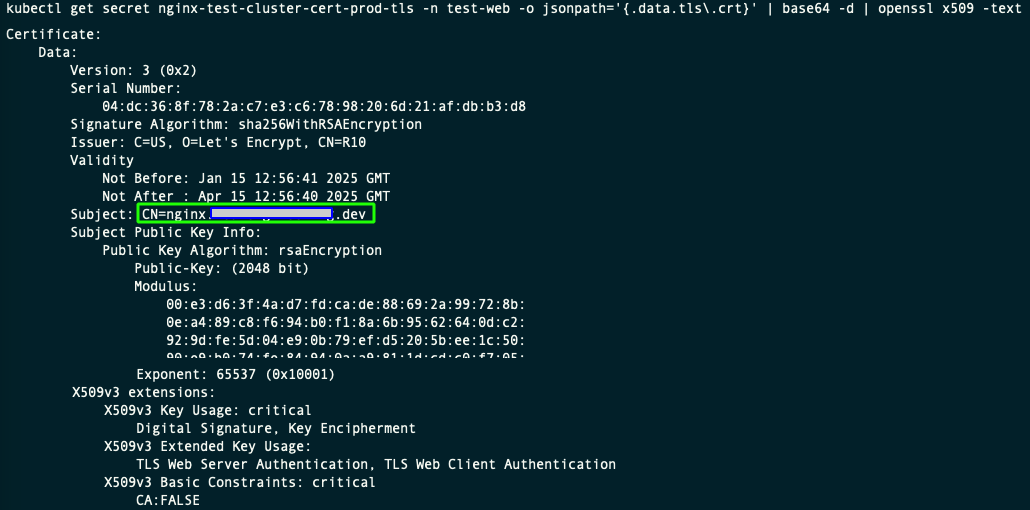 kubectl get secret nginx-test-cluster-cert-prod-tls -n test-web -o jsonpath='{.data.tls\.crt}' | base64 -d | openssl x509 -text
Certificate:
Data:
Version: 3 (0x2)
Serial Number:
04:dc:36:8f:78:2a:c7:e3:c6:78:98:20:6d:21:af:db:b3:d8
Signature Algorithm: sha256WithRSAEncryption
Issuer: C=US, O=Let's Encrypt, CN=R10
Validity
Not Before: Jan 15 12:56:41 2025 GMT
Not After : Apr 15 12:56:40 2025 GMT
Subject: CN=nginx. .dev
Subject Public Key Info:
Public Key Algorithm: rsaEncryption
Public-Key: (2048 bit)
Modulus:
00:e3:d6:3f:4a:d7:fd:ca:de:88:69:2a:99:72:8b:
0e:a4:89:c8:f6:94:b0:f1:8a:6b:95:62:64:0d:c2:
92:9d:fe:5d:04:e9:0b:79:ef:d5:20:5b:ee:1c:50:
Exponent: 65537 (0x10001)
X509v3 extensions:
X509v3 Key Usage: critical
Digital Signature, Key Encipherment
X509v3 Extended Key Usage:
TLS Web Server Authentication, TLS Web Client Authentication
X509v3 Basic Constraints: critical
CA:FALSE